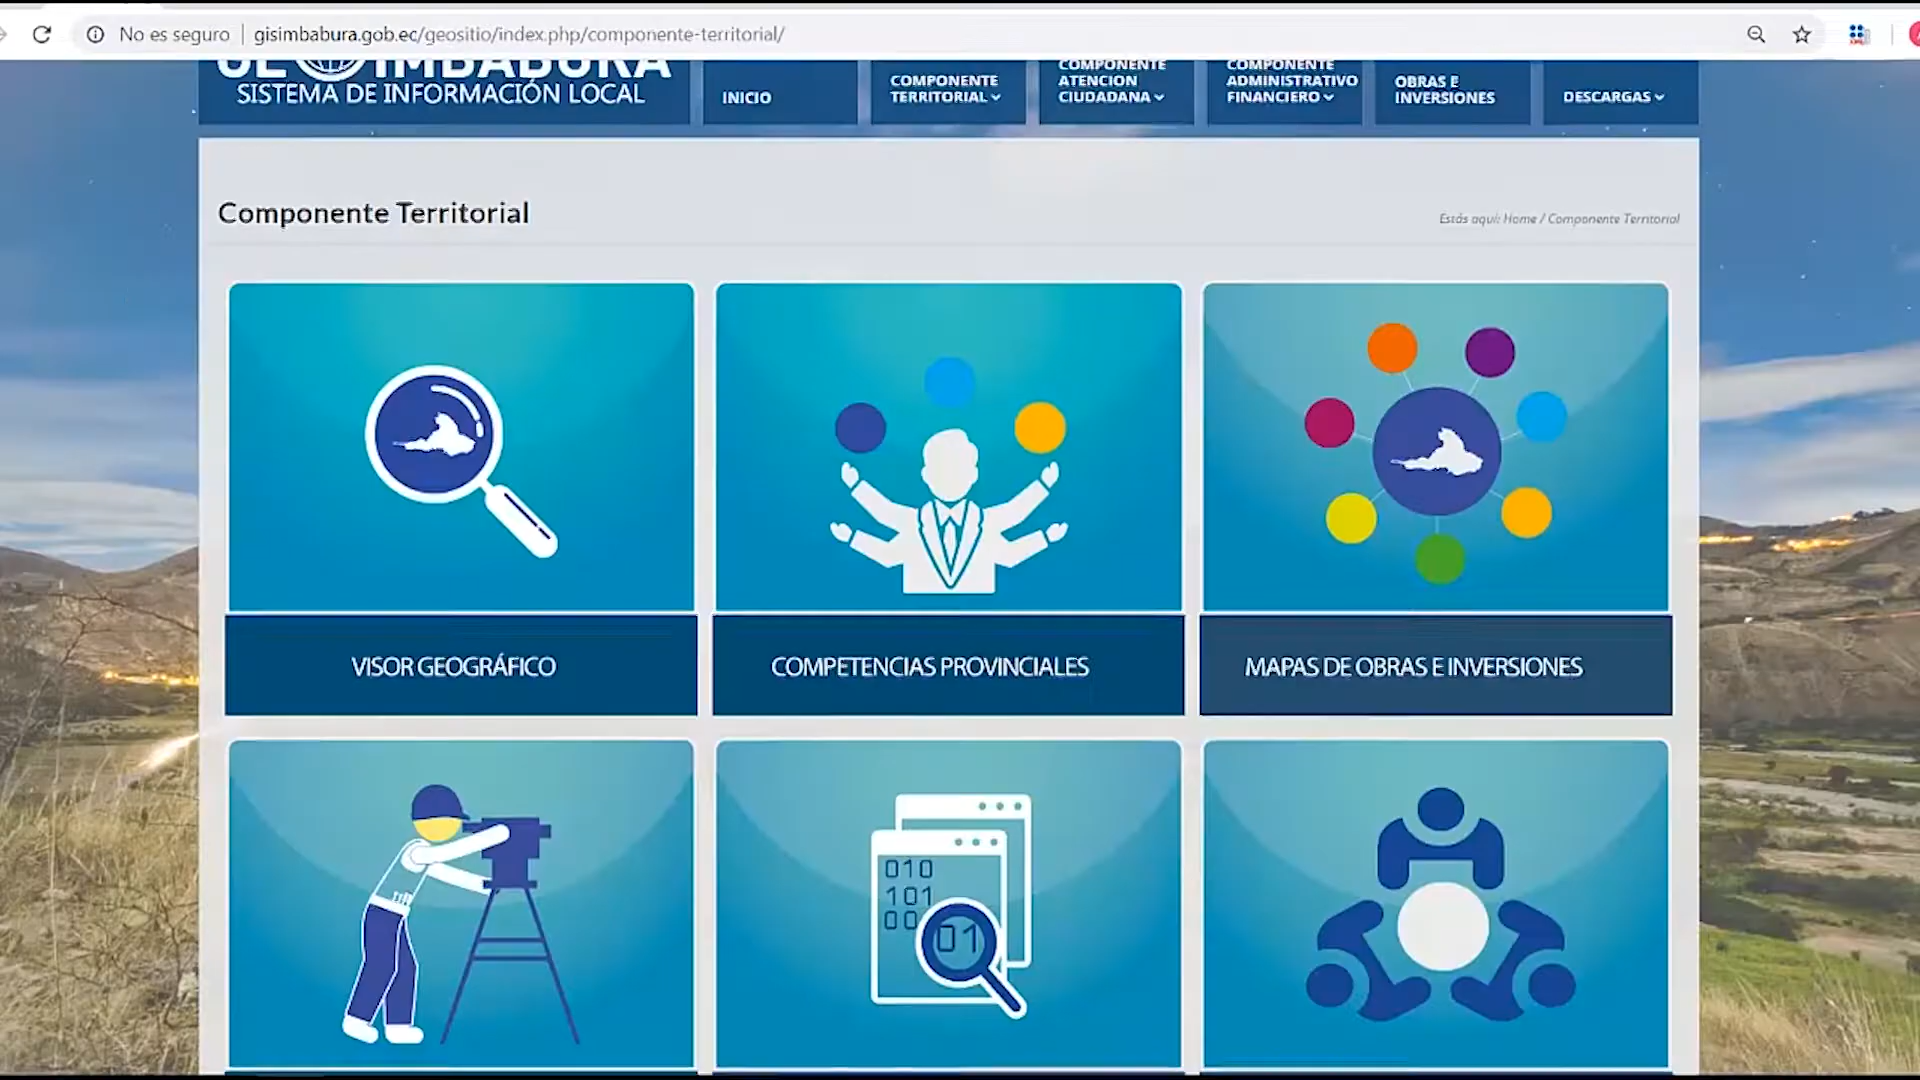 No es seguro
gisimbabura.gob.ec/geositio/index.php/componente-territorial/
SISTEMA DE INFORMACIÓN LOCAL
INICIO
COMPONENTE
TERRITORIAL
COMPONENTE
ATENCION
CIUDADANA
COMPONENTE
ADMINISTRATIVO
FINANCIERO
OBRAS E
INVERSIONES
DESCARGAS
Componente Territorial
Estás aquí: Home / Componente Territorial
VISOR GEOGRÁFICO
COMPETENCIAS PROVINCIALES
MAPAS DE OBRAS E INVERSIONES
010
101
00
01